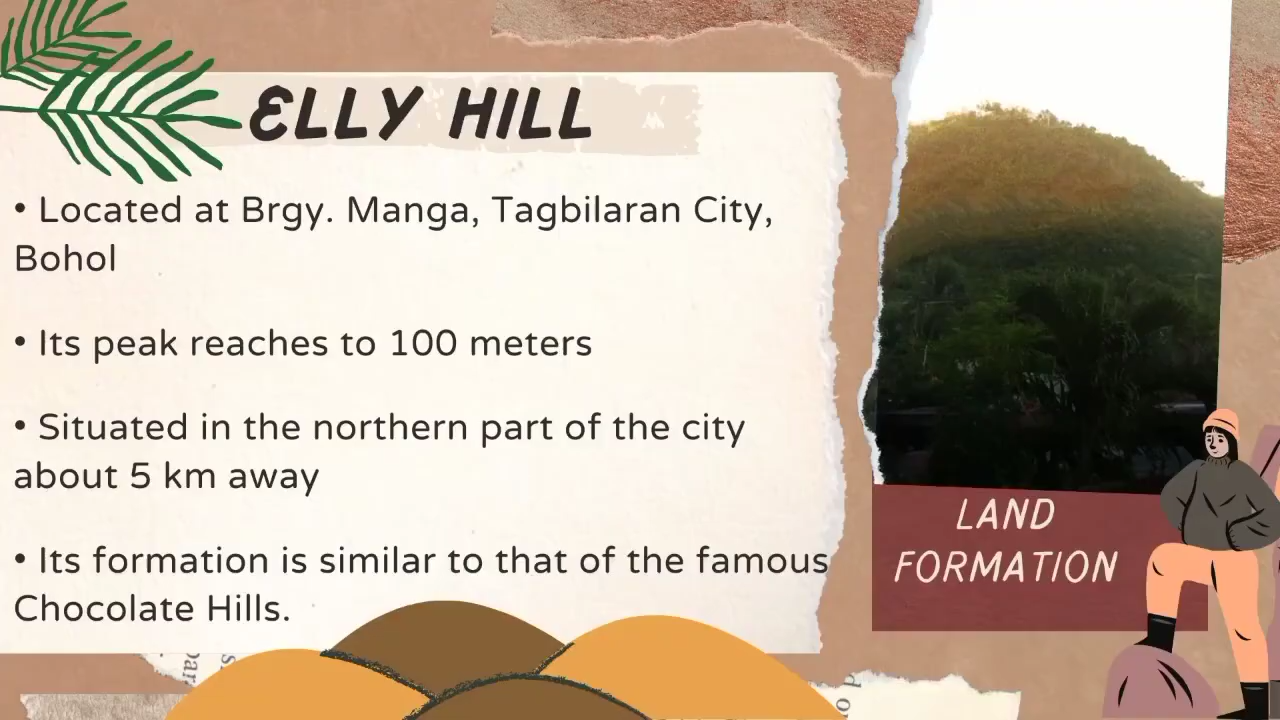 ELLY HILL
• Located at Brgy. Manga, Tagbilaran City,
Bohol
• Its peak reaches to 100 meters
• Situated in the northern part of the city
about 5 km away
• Its formation is similar to that of the famous
Chocolate Hills.
LAND
FORMATION